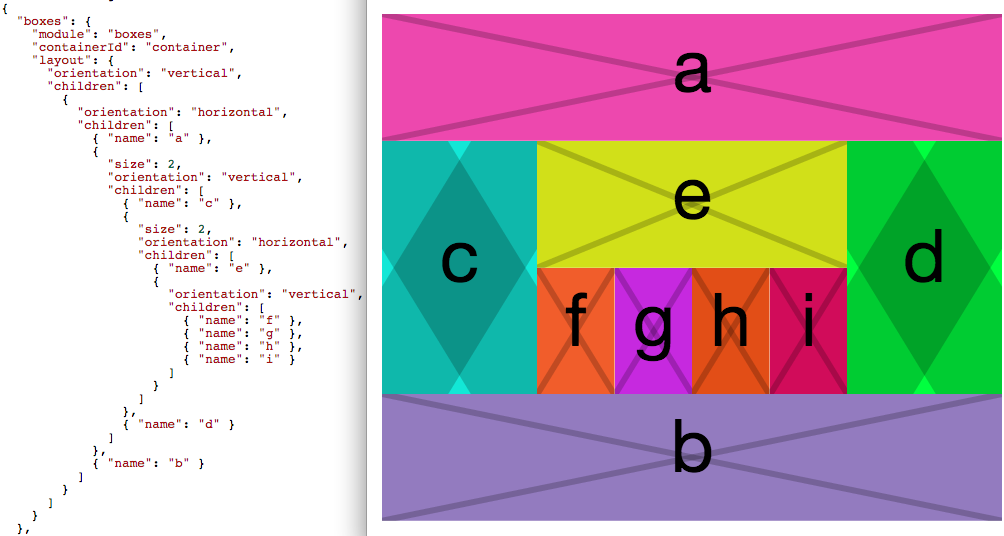 {
"boxes": {
"module": "boxes",
"containerId": "container",
"layout": {
"orientation": "vertical",
"children": [
{
"orientation": "horizontal",
"children": [
{ "name": "a" },
{
"size": 2,
"orientation": "vertical",
"children": [
{ "name": "c" },
{
"size": 2,
"orientation": "horizontal",
"children": [
{ "name": "e" },
{
"orientation": "vertical",
"children": [
{ "name": "f" },
{ "name": "g" },
{ "name": "h" },
{ "name": "i" }
]
}
]
},
{ "name": "d" }
]
},
{ "name": "b" }
]
}
]
}
},
a
e
c
d
f g h i
b